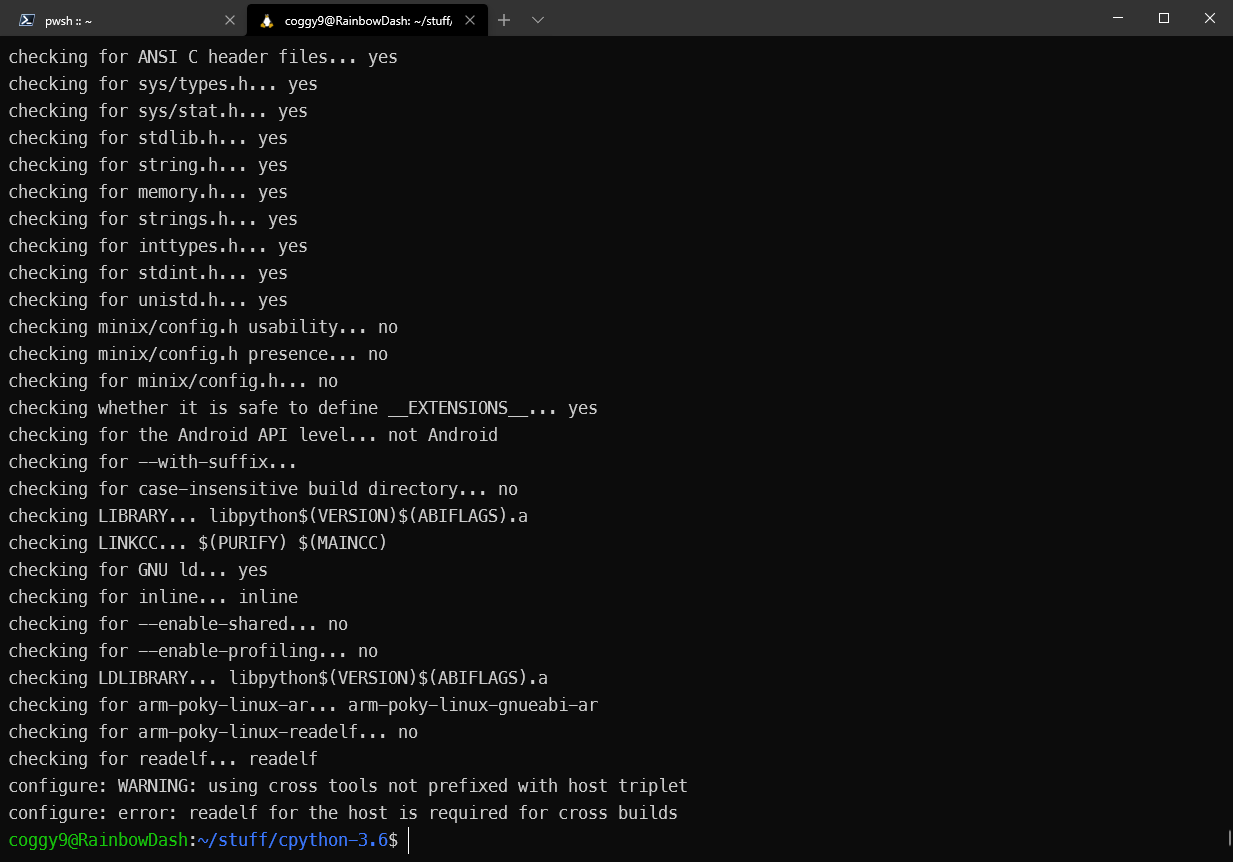 pwsh :: ~
coggy9@RainbowDash: ~/stuff/
checking for ANSI C header files... yes
checking for sys/types.h... yes
checking for sys/stat.h... yes
checking for stdlib.h... yes
checking for string.h... yes
checking for memory.h... yes
checking for strings.h... yes
checking for inttypes.h... yes
checking for stdint.h... yes
checking for unistd.h... yes
checking minix/config.h usability... no
checking minix/config.h presence... no
checking for minix/config.h... no
checking whether it is safe to define __EXTENSIONS__... yes
checking for the Android API level... not Android
checking for --with-suffix...
checking for case-insensitive build directory... no
checking LIBRARY... libpython$(VERSION)$(ABIFLAGS).a
checking LINKCC... $(PURIFY) $(MAINCC)
checking for GNU ld... yes
checking for inline... inline
checking for --enable-shared... no
checking for --enable-profiling... no
checking LDLIBRARY... libpython$(VERSION)$(ABIFLAGS).a
checking for arm-poky-linux-ar... arm-poky-linux-gnueabi-ar
checking for arm-poky-linux-readelf... no
checking for readelf... readelf
configure: WARNING: using cross tools not prefixed with host triplet
configure: error: readelf for the host is required for cross builds
coggy9@RainbowDash:~/stuff/cpython-3.6$